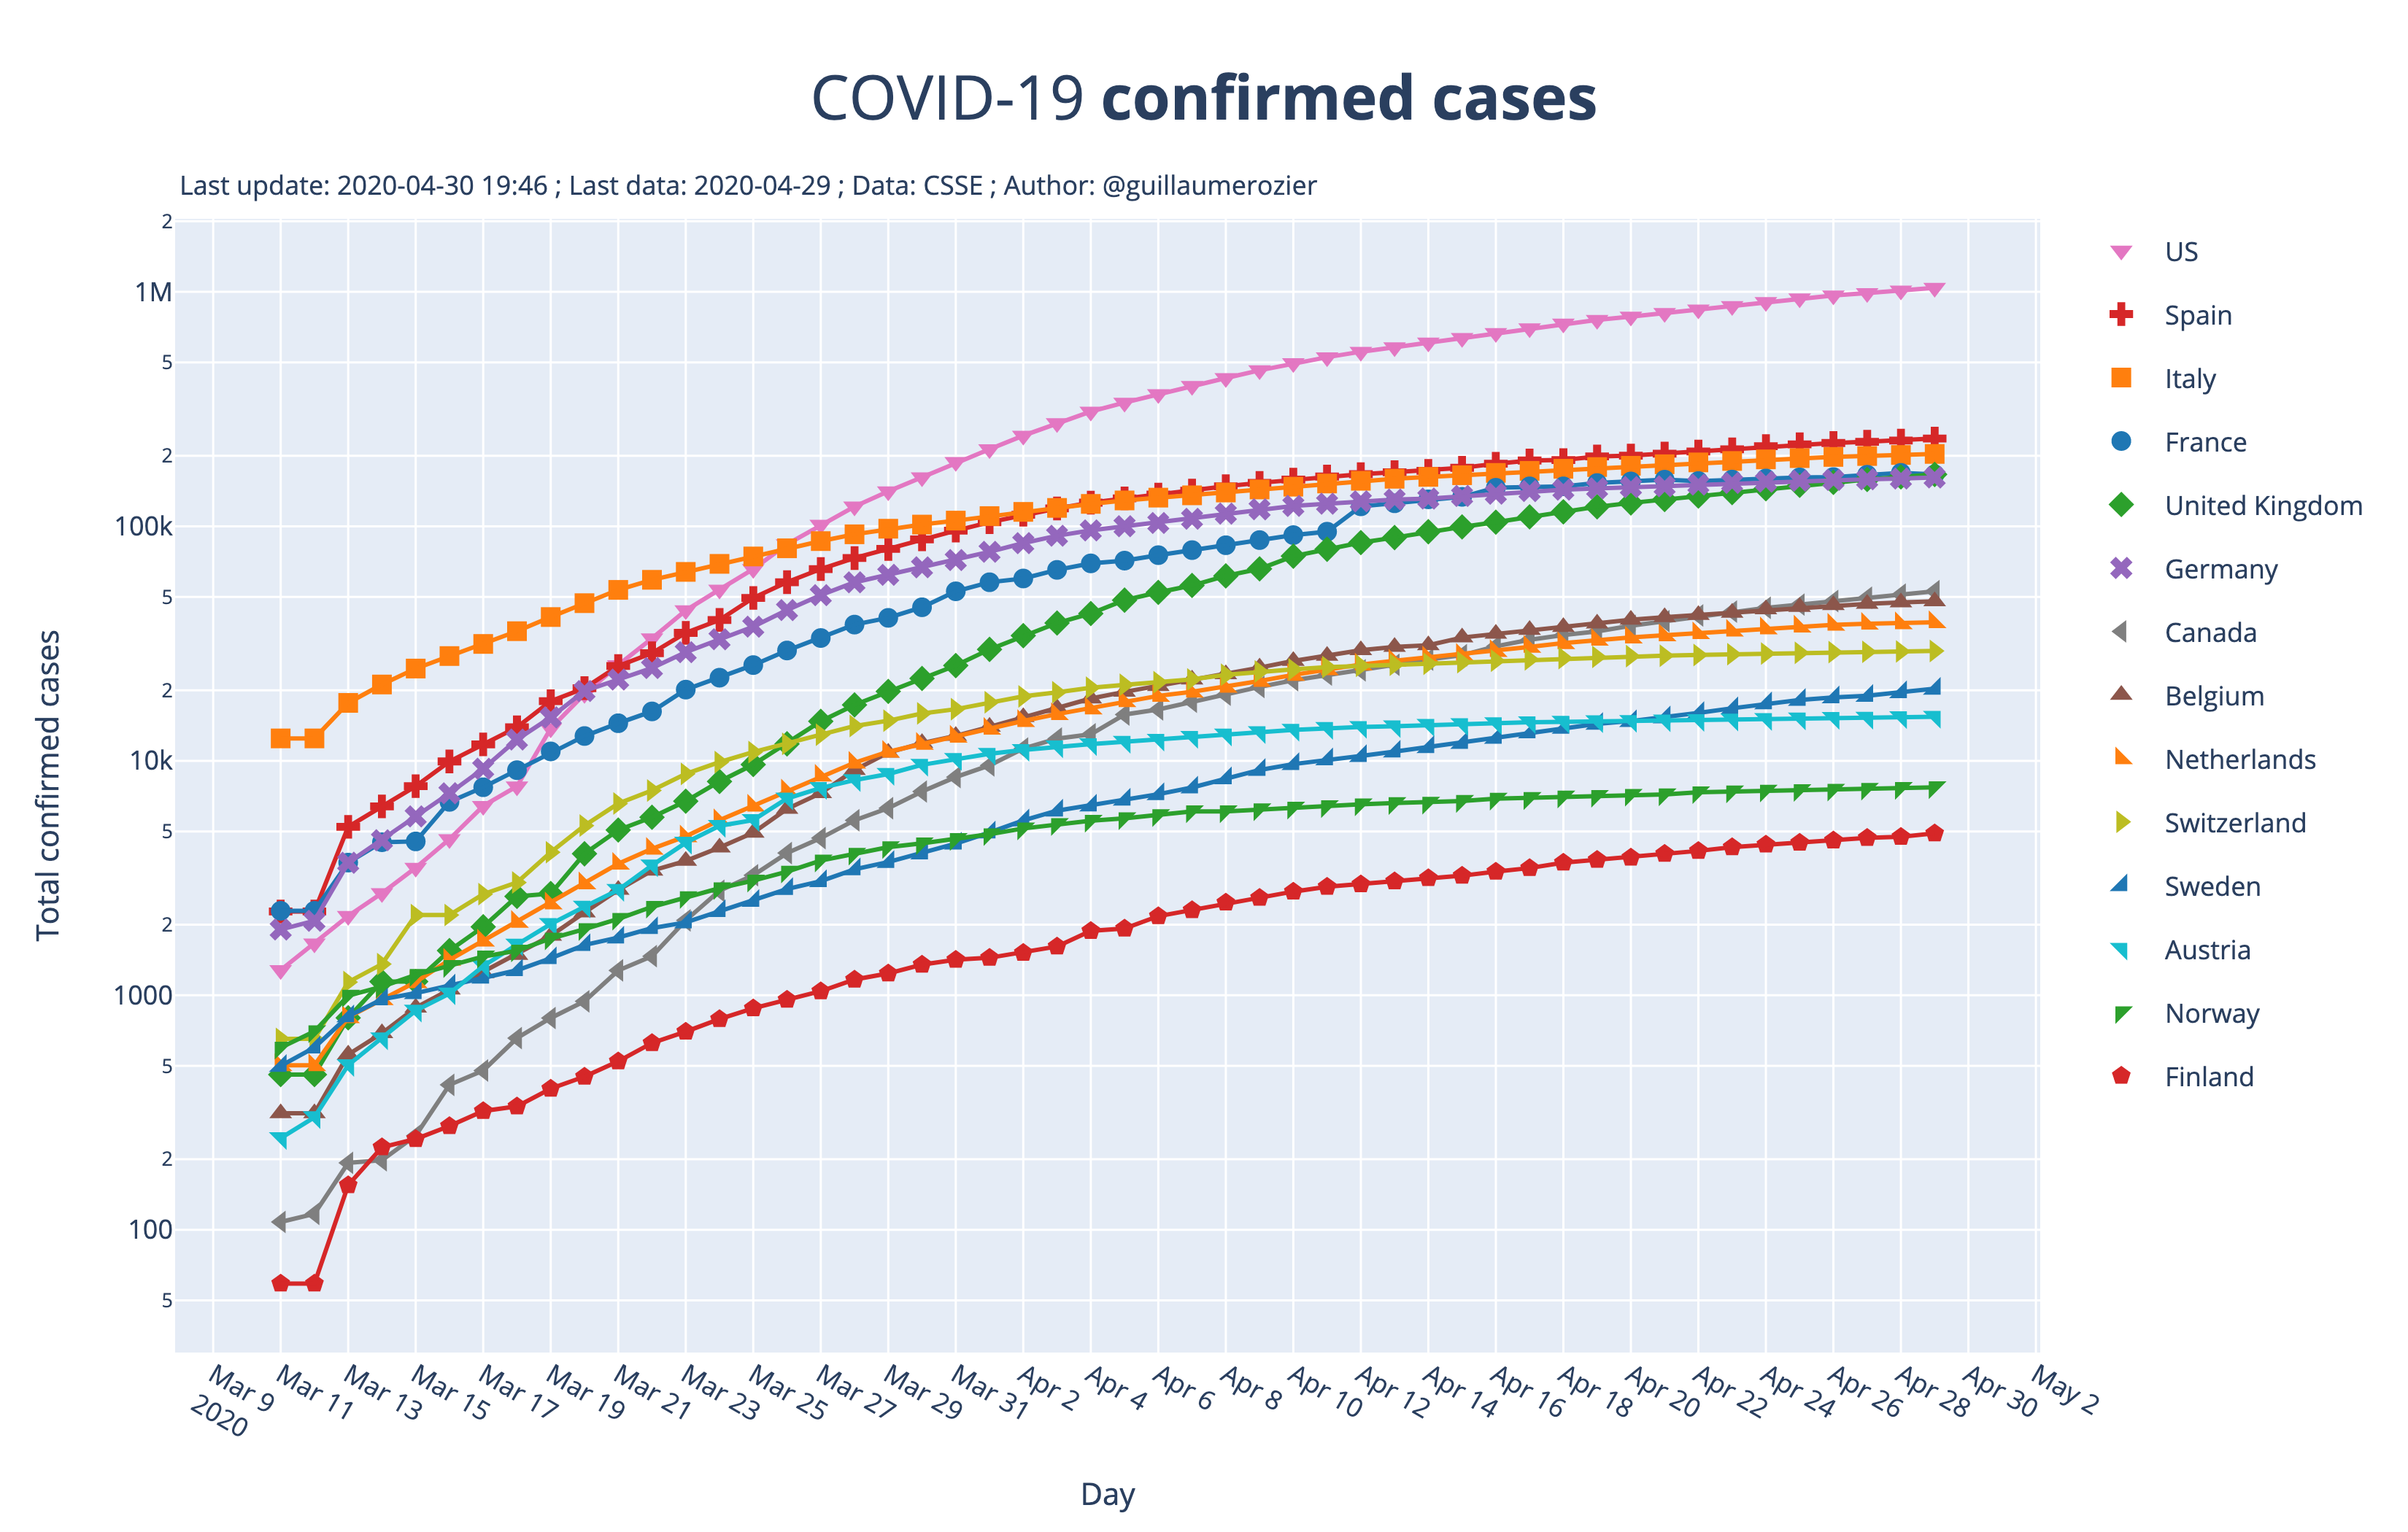 COVID-19 confirmed cases
Last update: 2020-04-30 19:46 ; Last data: 2020-04-29 ; Data: CSSE ; Author: @guillaumerozier
Total confirmed cases
2
1M
5
2
100k
5
2
10k
5
2
1000
5
2
100
5
Mar 9
2020
Mar 11
Mar 13
Mar 15
Mar 17
Mar 19
Mar 21
Mar 23
Mar 25
Mar 27
Mar 29
Mar 31
Apr 2
Apr 4
Apr 6
Apr 8
Apr 10
Apr 12
Apr 14
Apr 16
Apr 18
Apr 20
Apr 22
Apr 24
Apr 26
Apr 28
Apr 30
May 2
Day
US
Spain
Italy
France
United Kingdom
Germany
Canada
Belgium
Netherlands
Switzerland
Sweden
Austria
Norway
Finland